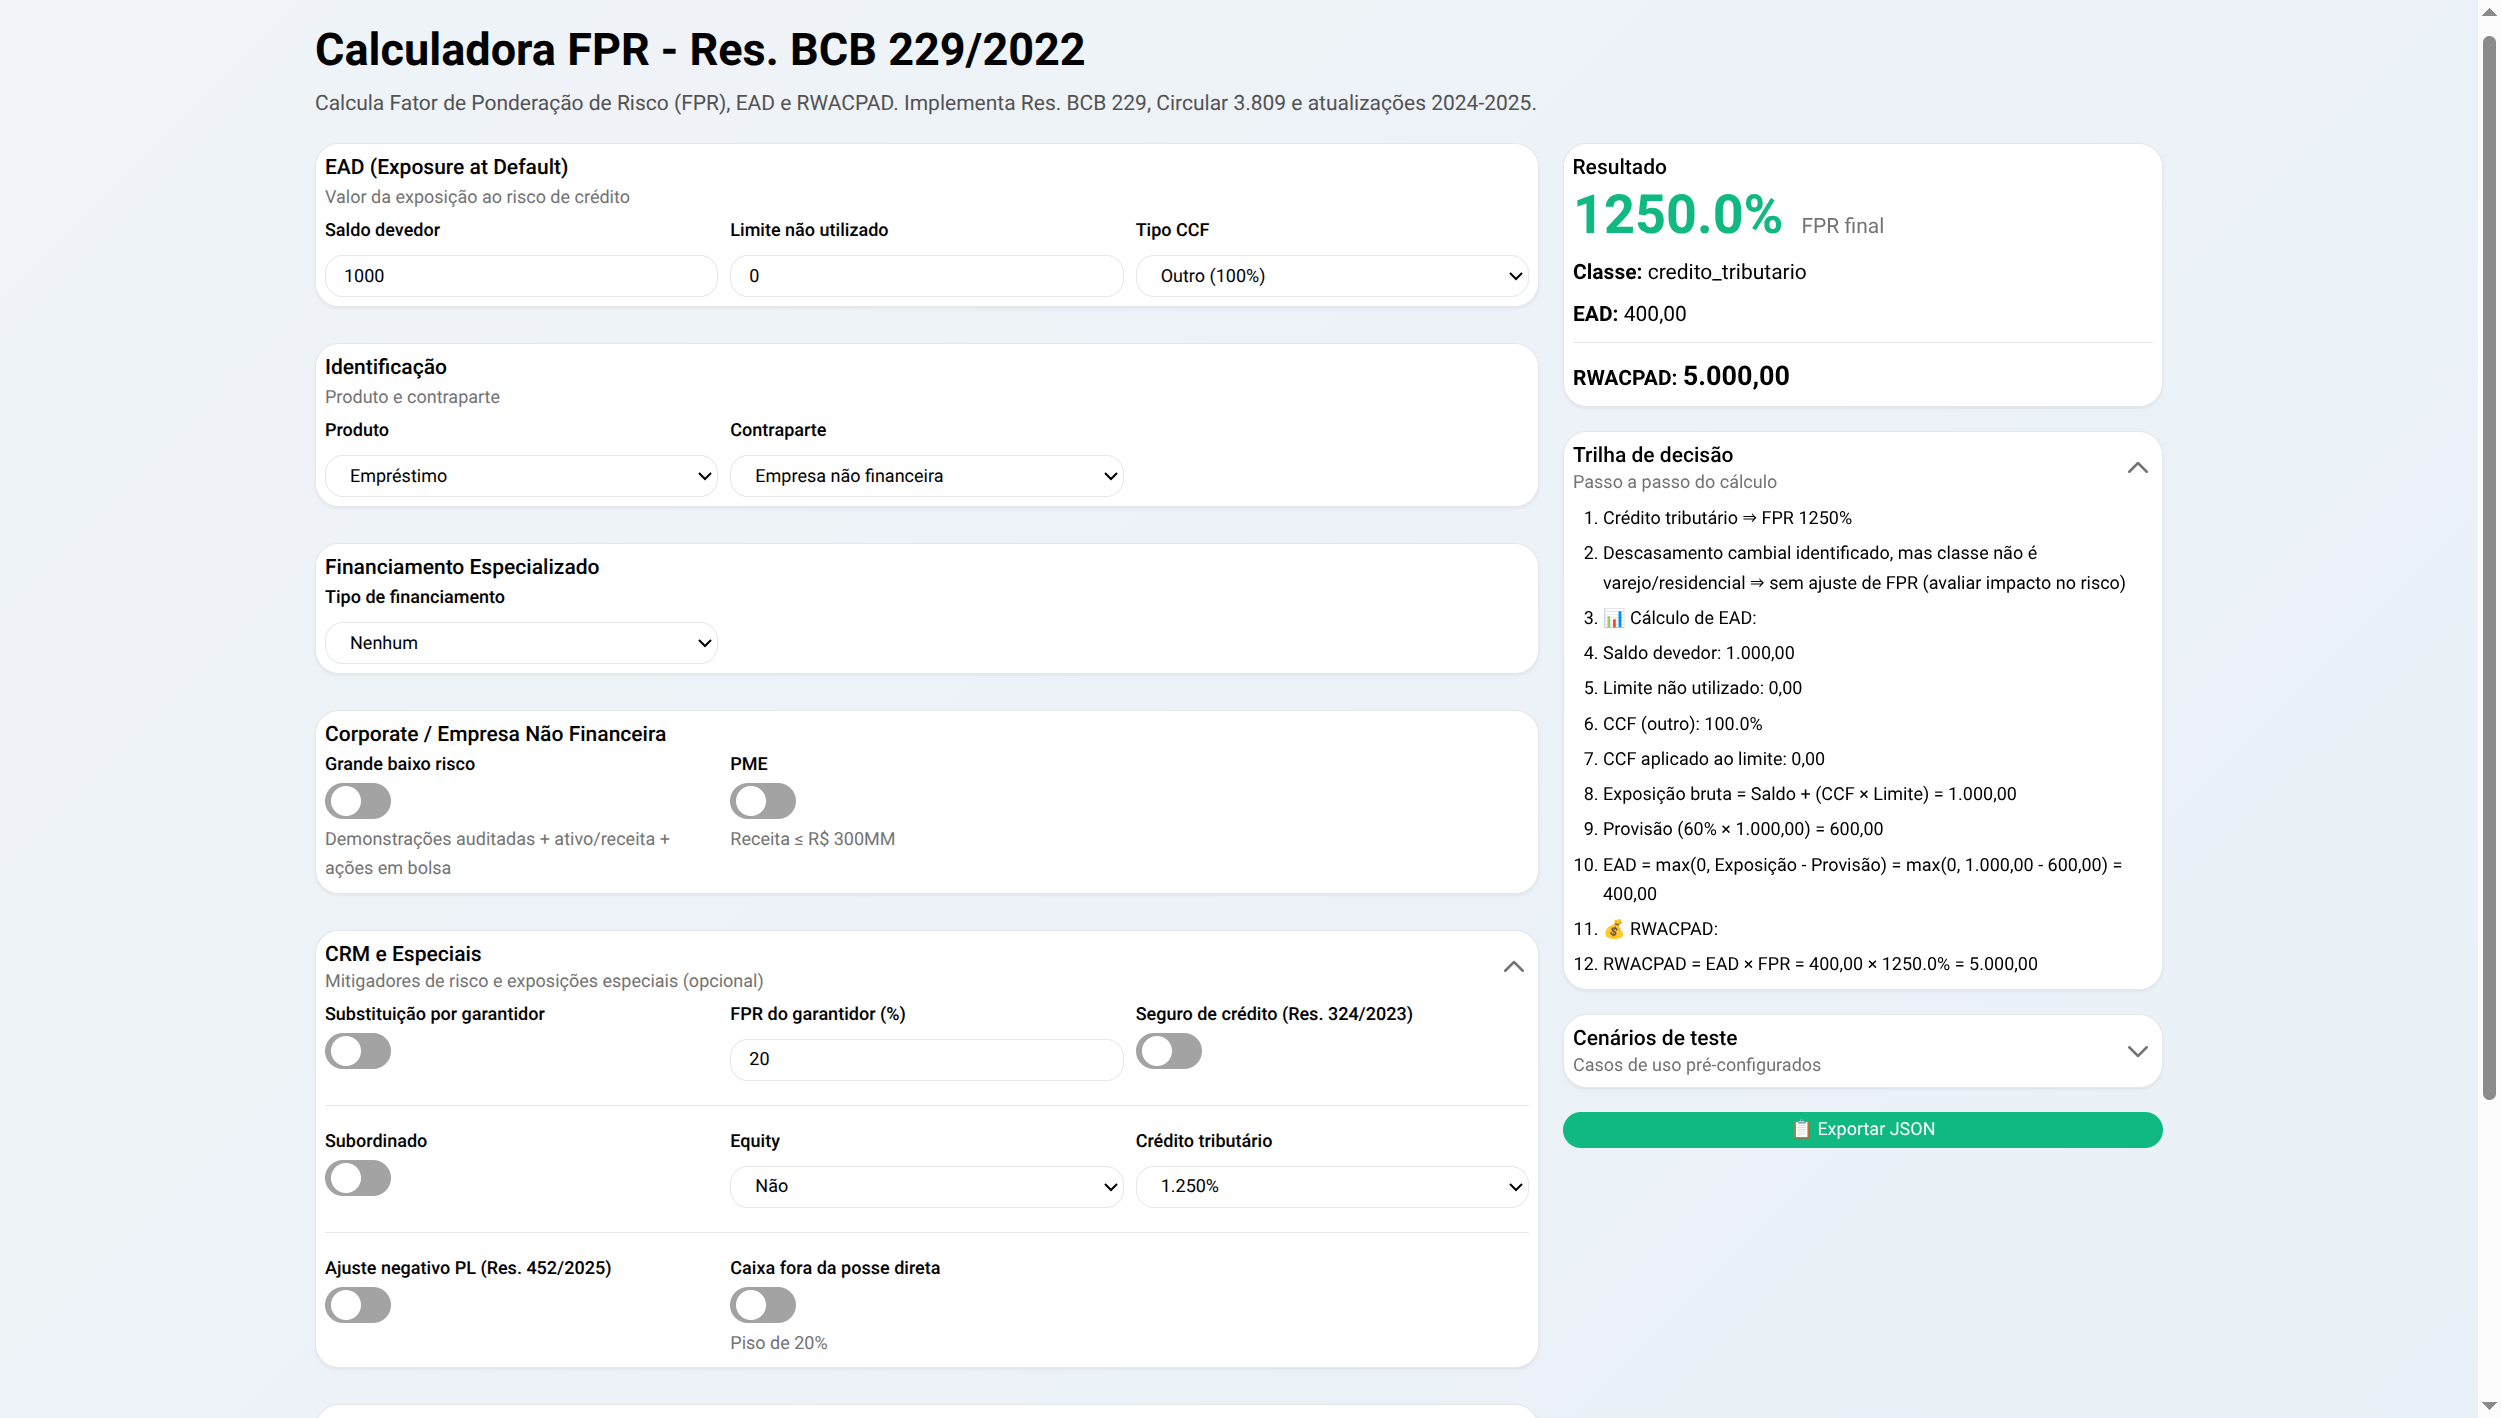 Calculadora FPR - Res. BCB 229/2022
Calcula Fator de Ponderação de Risco (FPR), EAD e RWACPAD. Implementa Res. BCB 229, Circular 3.809 e atualizações 2024-2025.
EAD (Exposure at Default)
Valor da exposição ao risco de crédito
Saldo devedor
1000
Limite não utilizado
0
Tipo CCF
Outro (100%)
Identificação
Produto e contraparte
Produto
Empréstimo
Contraparte
Empresa não financeira
Financiamento Especializado
Tipo de financiamento
Nenhum
Corporate / Empresa Não Financeira
Grande baixo risco
Demonstrações auditadas + ativo/receita +
ações em bolsa
PME
Receita ≤ R$ 300MM
CRM e Especiais
Mitigadores de risco e exposições especiais (opcional)
Substituição por garantidor
FPR do garantidor (%)
20
Seguro de crédito (Res. 324/2023)
Subordinado
Equity
Não
Crédito tributário
1.250%
Ajuste negativo PL (Res. 452/2025)
Caixa fora da posse direta
Piso de 20%
Resultado
1250.0% FPR final
Classe: credito_tributario
EAD: 400,00
RWACPAD: 5.000,00
Trilha de decisão
Passo a passo do cálculo
1. Crédito tributário ⇒ FPR 1250%
2. Descasamento cambial identificado, mas classe não é
varejo/residencial ⇒ sem ajuste de FPR (avaliar impacto no risco)
3. 📊 Cálculo de EAD:
4. Saldo devedor: 1.000,00
5. Limite não utilizado: 0,00
6. CCF (outro): 100.0%
7. CCF aplicado ao limite: 0,00
8. Exposição bruta = Saldo + (CCF × Limite) = 1.000,00
9. Provisão (60% × 1.000,00) = 600,00
10. EAD = max(0, Exposição - Provisão) = max(0, 1.000,00 - 600,00) =
400,00
11. 💰 RWACPAD:
12. RWACPAD = EAD × FPR = 400,00 × 1250.0% = 5.000,00
Cenários de teste
Casos de uso pré-configurados
📋 Exportar JSON